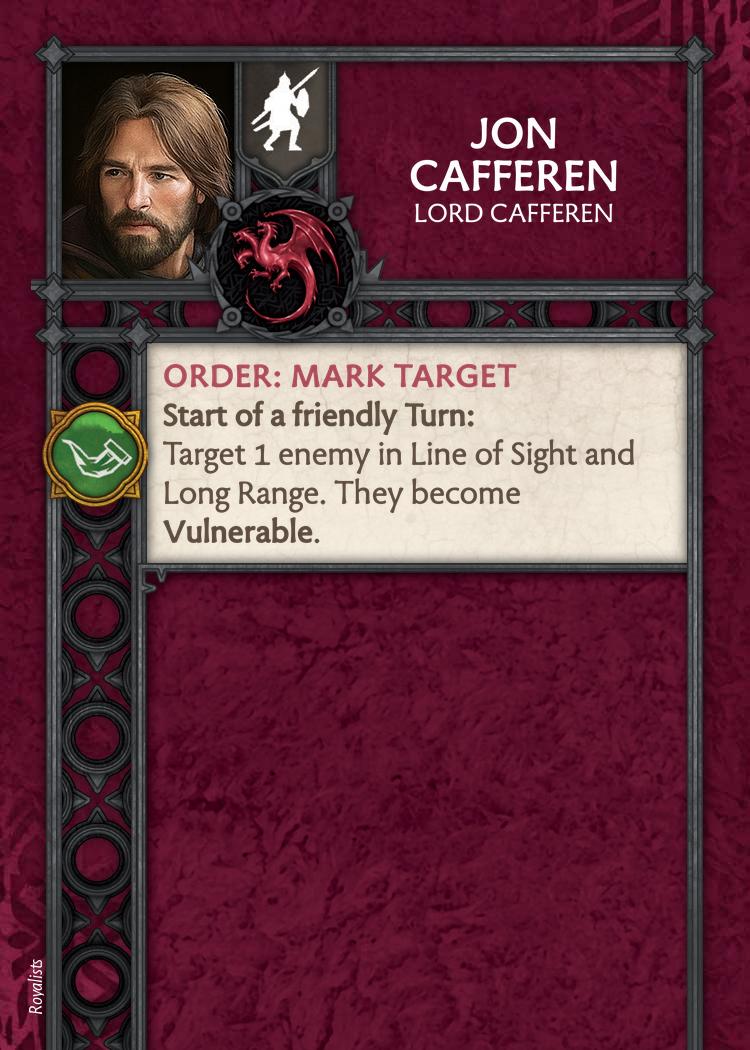 JON
CAFFEREN
LORD CAFFEREN
ORDER: MARK TARGET
Start of a friendly Turn:
Target 1 enemy in Line of Sight and
Long Range. They become
Vulnerable.
Royalists